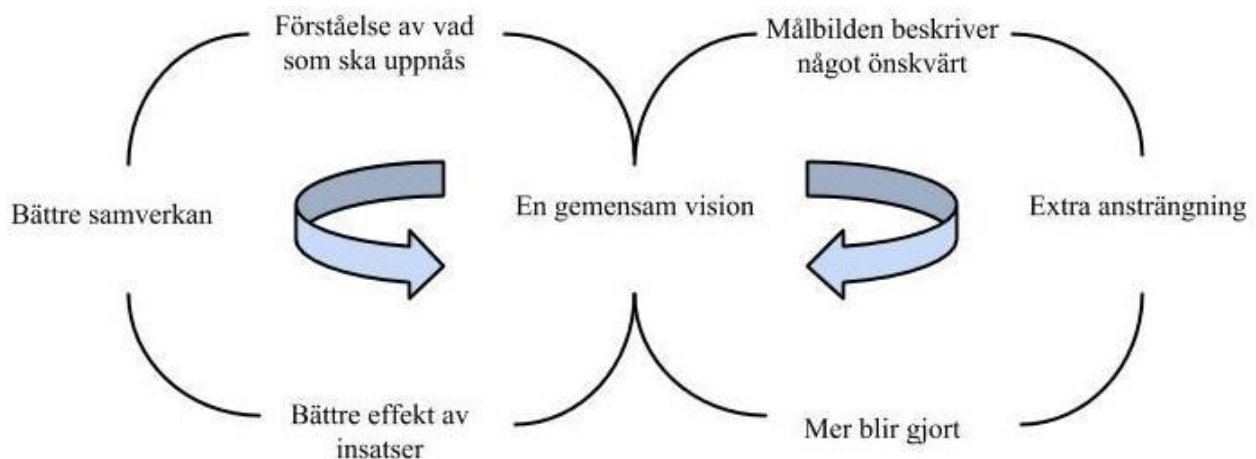 Förståelse av vad
som ska uppnås
Målbilden beskriver
något önskvärt
Bättre samverkan
En gemensam vision
Extra ansträngning
Bättre effekt av
insatser
Mer blir gjort